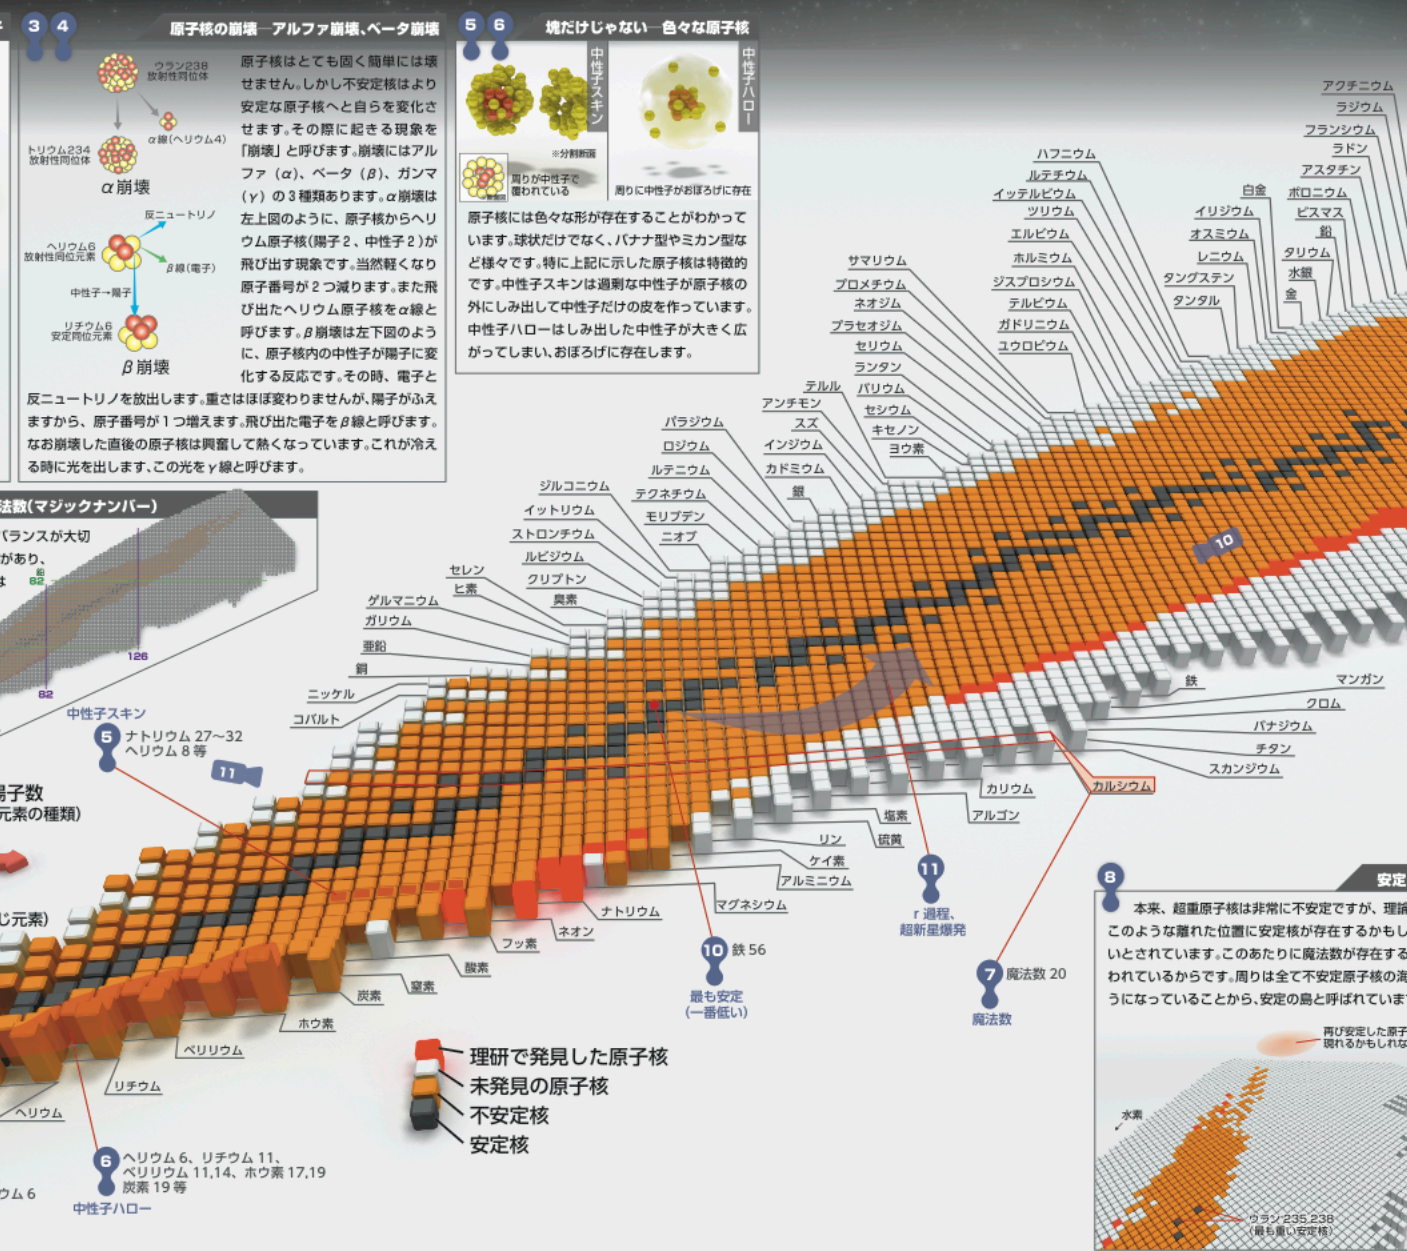 3 4
原子核の崩壊―アルファ崩壊、ベータ崩壊
ウラン238
放射性同位体
α線(ヘリウム4)
トリウム234
放射性同位体
α崩壊
反ニュートリノ
ヘリウム6
放射性同位元素
β線(電子)
中性子→陽子
リチウム6
安定同位元素
β崩壊
原子核はとても固く簡単には壊
せません。しかし不安定核はより
安定な原子核へと自らを変化さ
せます。その際に起きる現象を
「崩壊」と呼びます。崩壊にはアル
ファ(α)、ベータ(β)、ガンマ
(γ)の3種類あります。α崩壊は
左上図のように、原子核からヘリ
ウム原子核(陽子2、中性子2)が
飛び出す現象です。当然軽くなり
原子番号が2つ減ります。また飛
び出たヘリウム原子核をα線と
呼びます。β崩壊は左下図のよう
に、原子核内の中性子が陽子に変
化する反応です。その時、電子と
反ニュートリノを放出します。重さはほぼ変わりませんが、陽子がふえ
ますから、原子番号が1つ増えます。飛び出た電子をβ線と呼びます。
なお崩壊した直後の原子核は興奮して熱くなっています。これが冷え
る時に光を出します、この光をγ線と呼びます。
5 6
塊だけじゃない―色々な原子核
中性子スキン
中性子ハロー
※分割断面
周りが中性子で
覆われている
周りに中性子がおぼろげに存在
原子核には色々な形が存在することがわかって
います。球状だけでなく、バナナ型やミカン型な
ど様々です。特に上記に示した原子核は特徴的
です。中性子スキンは過剰な中性子が原子核の
外にしみ出して中性子だけの皮を作っています。
中性子ハローはしみ出した中性子が大きく広
がってしまい、おぼろげに存在します。
アクチニウム
ラジウム
フランシウム
ラドン
アスタチン
ポロニウム
ビスマス
鉛
タリウム
水銀
金
白金
イリジウム
オスミウム
レニウム
タングステン
タンタル
ハフニウム
ルテチウム
イッテルビウム
ツリウム
エルビウム
ホルミウム
ジスプロシウム
テルビウム
ガドリニウム
ユウロピウム
サマリウム
プロメチウム
ネオジム
プラセオジム
セリウム
ランタン
バリウム
セシウム
キセノン
ヨウ素
テルル
アンチモン
スズ
インジウム
カドミウム
銀
パラジウム
ロジウム
ルテニウム
テクネチウム
モリブデン
ニオブ
ジルコニウム
イットリウム
ストロンチウム
ルビジウム
クリプトン
臭素
セレン
ヒ素
ゲルマニウム
ガリウム
亜鉛
銅
ニッケル
コバルト
法数(マジックナンバー)
バランスが大切
があり、
は
鉛
82
126
82
中性子スキン
5
ナトリウム 27～32
ヘリウム 8 等
11
10
陽子数
元素の種類)
じ元素)
鉄
マンガン
クロム
バナジウム
チタン
スカンジウム
カルシウム
カリウム
アルゴン
塩素
硫黄
リン
ケイ素
アルミニウム
マグネシウム
ナトリウム
ネオン
フッ素
酸素
窒素
炭素
ホウ素
ベリリウム
リチウム
ヘリウム
10 鉄 56
最も安定
(一番低い)
11
r 過程、
超新星爆発
7 魔法数 20
魔法数
理研で発見した原子核
未発見の原子核
不安定核
安定核
6
ヘリウム 6、リチウム 11、
ベリリウム 11,14、ホウ素 17,19
炭素 19 等
中性子ハロー
ウム 6
8
安定
本来、超重原子核は非常に不安定ですが、理論
このような離れた位置に安定核が存在するかもし
いとされています。このあたりに魔法数が存在する
われているからです。周りは全て不安定原子核の海
うになっていることから、安定の島と呼ばれています
再び安定した原子
現れるかもしれな
水素
ウラン 235,238
(最も重い安定核)